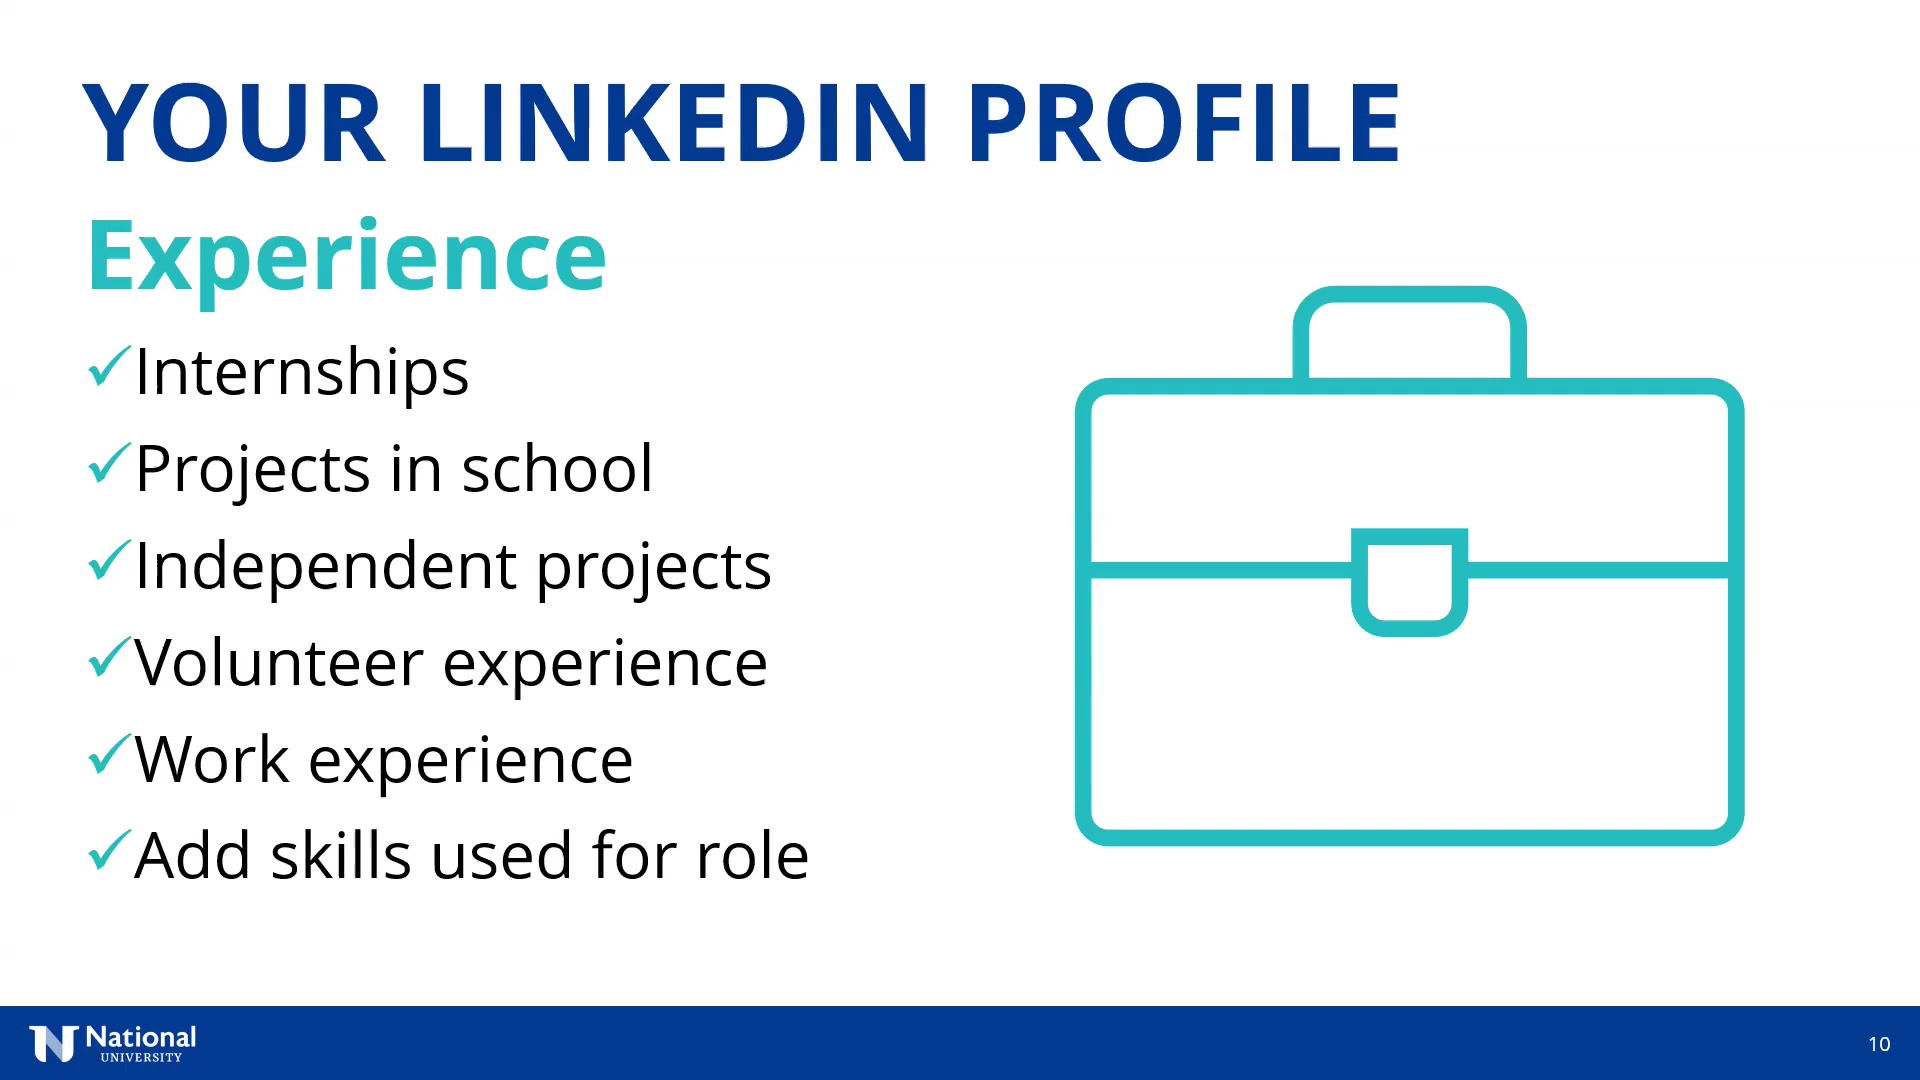 YOUR LINKEDIN PROFILE
Experience
✓Internships
✓Projects in school
✓Independent projects
✓Volunteer experience
✓Work experience
✓Add skills used for role
National
UNIVERSITY
10